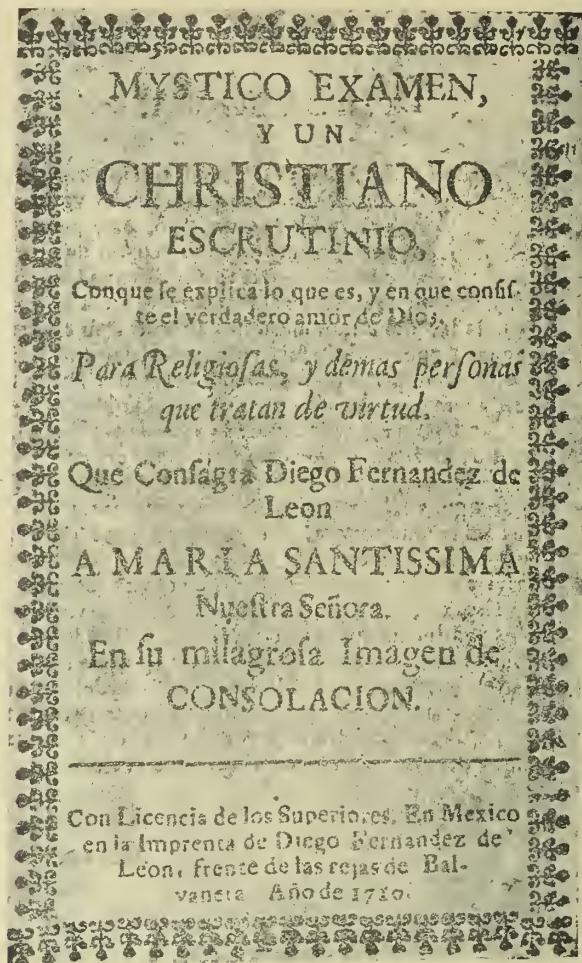 MYSTICO EXAMEN,
Y UN
CHRISTIANO
ESCRUTINIO,
Conque ſe explica lo que es, y en que conſiſ-
te el verdadero amor de Dios,
Para Religioſas, y demas perſonas
que tratan de virtud.
Que Conſagra Diego Fernandez de
Leon
A MARIA SANTISSIMA
Nueſtra Señora.
En ſu milagroſa Imagen de
CONSOLACION.
Con Licencia de los Superiores, En Mexico
en la Imprenta de Diego Fernandez de
Leon, frente de las rejas de Bal-
vaneta Año de 1710.